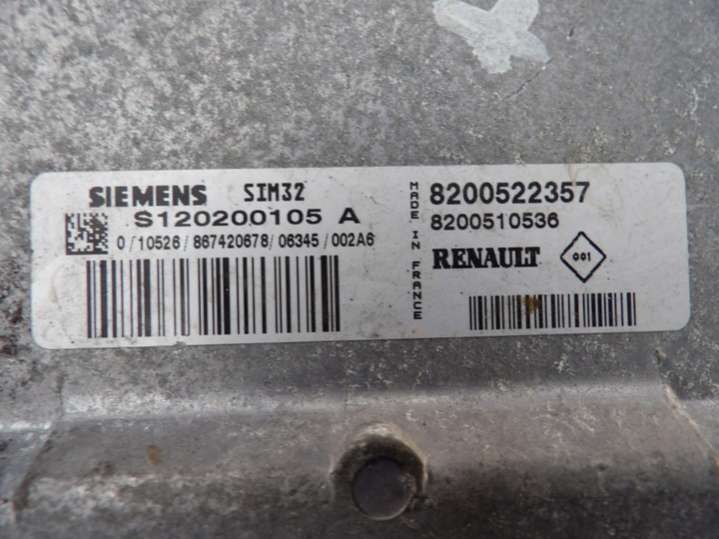 SIEMENS SIM32
S120200105 A
0/10526/867420678/06345/002A6
MADE IN FRANCE
8200522357
8200510536
RENAULT 001